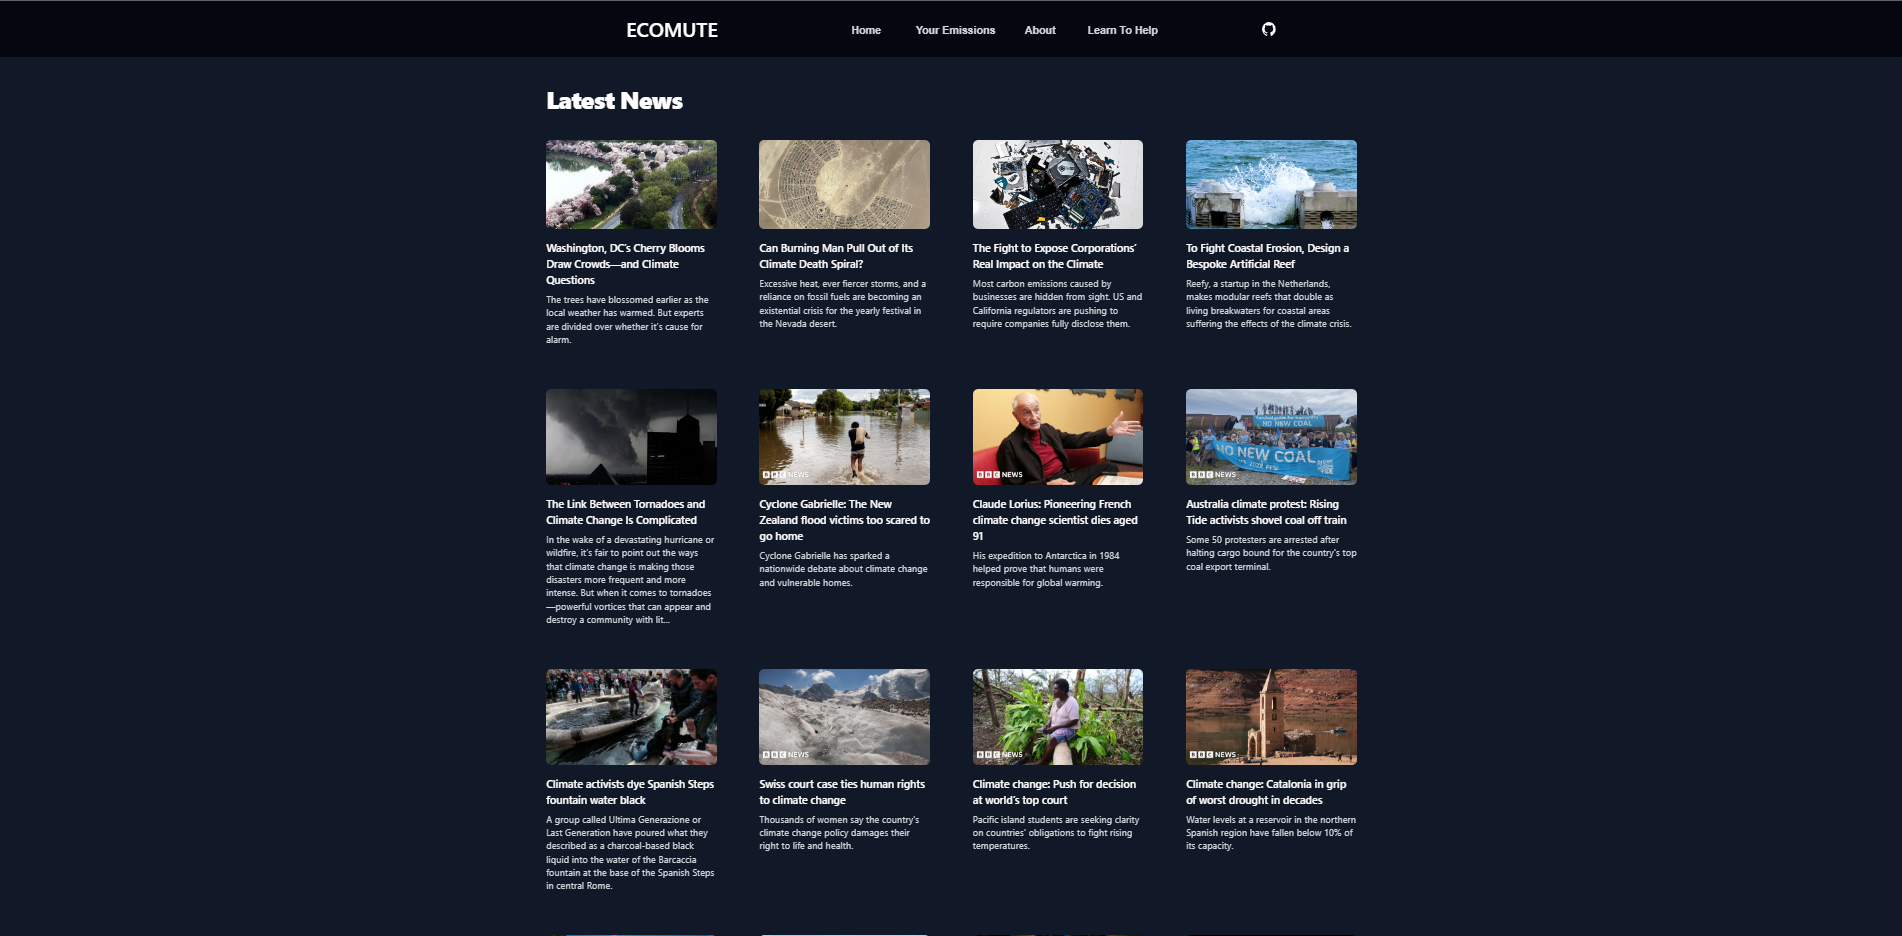 ECOMUTE
Home
Your Emissions
About
Learn To Help
Latest News
Washington, DC's Cherry Blooms
Draw Crowds—and Climate
Questions
The trees have blossomed earlier as the
local weather has warmed. But experts
are divided over whether it's cause for
alarm.
Can Burning Man Pull Out of Its
Climate Death Spiral?
Excessive heat, ever fiercer storms, and a
reliance on fossil fuels are becoming an
existential crisis for the yearly festival in
the Nevada desert.
The Fight to Expose Corporations'
Real Impact on the Climate
Most carbon emissions caused by
businesses are hidden from sight. US and
California regulators are pushing to
require companies fully disclose them.
To Fight Coastal Erosion, Design a
Bespoke Artificial Reef
Reefy, a startup in the Netherlands,
makes modular reefs that double as
living breakwaters for coastal areas
suffering the effects of the climate crisis.
The Link Between Tornadoes and
Climate Change Is Complicated
In the wake of a devastating hurricane or
wildfire, it's fair to point out the ways
that climate change is making those
disasters more frequent and more
intense. But when it comes to tornadoes
—powerful vortices that can appear and
destroy a community with lit...
BBC NEWS
Cyclone Gabrielle: The New
Zealand flood victims too scared to
go home
Cyclone Gabrielle has sparked a
nationwide debate about climate change
and vulnerable homes.
BBC NEWS
Claude Lorius: Pioneering French
climate change scientist dies aged
91
His expedition to Antarctica in 1984
helped prove that humans were
responsible for global warming.
NO NEW COAL
NO NEW COAL
BBC NEWS
Australia climate protest: Rising
Tide activists shovel coal off train
Some 50 protesters are arrested after
halting cargo bound for the country's top
coal export terminal.
Climate activists dye Spanish Steps
fountain water black
A group called Ultima Generazione or
Last Generation have poured what they
described as a charcoal-based black
liquid into the water of the Barcaccia
fountain at the base of the Spanish Steps
in central Rome.
BBC NEWS
Swiss court case ties human rights
to climate change
Thousands of women say the country's
climate change policy damages their
right to life and health.
BBC NEWS
Climate change: Push for decision
at world's top court
Pacific island students are seeking clarity
on countries' obligations to fight rising
temperatures.
BBC NEWS
Climate change: Catalonia in grip
of worst drought in decades
Water levels at a reservoir in the northern
Spanish region have fallen below 10% of
its capacity.